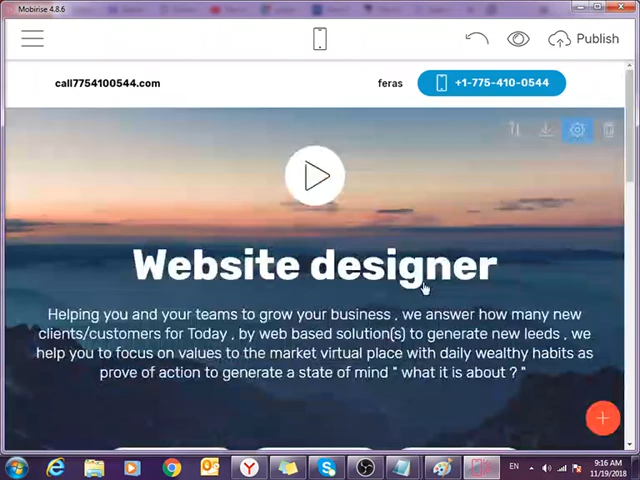 Mobirise 4.8.6
Publish
call7754100544.com
feras
+1-775-410-0544
Website designer
Helping you and your teams to grow your business , we answer how many new
clients/customers for Today , by web based solution(s) to generate new leeds , we
help you to focus on values to the market virtual place with daily wealthy habits as
prove of action to generate a state of mind " what it is about ? "
EN
9:16 AM
11/19/2018